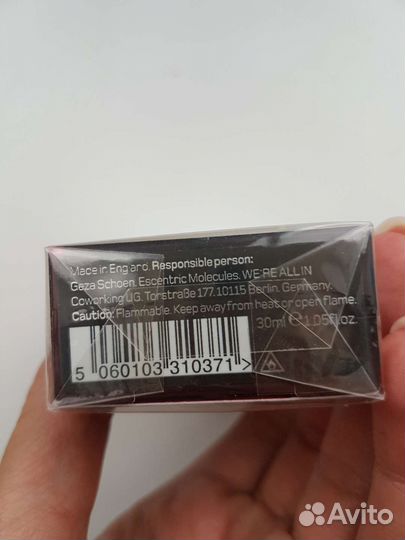 Made in England. Responsible person:
Geza Schoen. Escentric Molecules. WE'RE ALL IN
Coworking UG. Torstraße 177. 10115 Berlin. Germany.
Caution: Flammable. Keep away from heat or open flame.
30ml ℮ 1.05fl.oz.
5 060103 310371 >
Avito